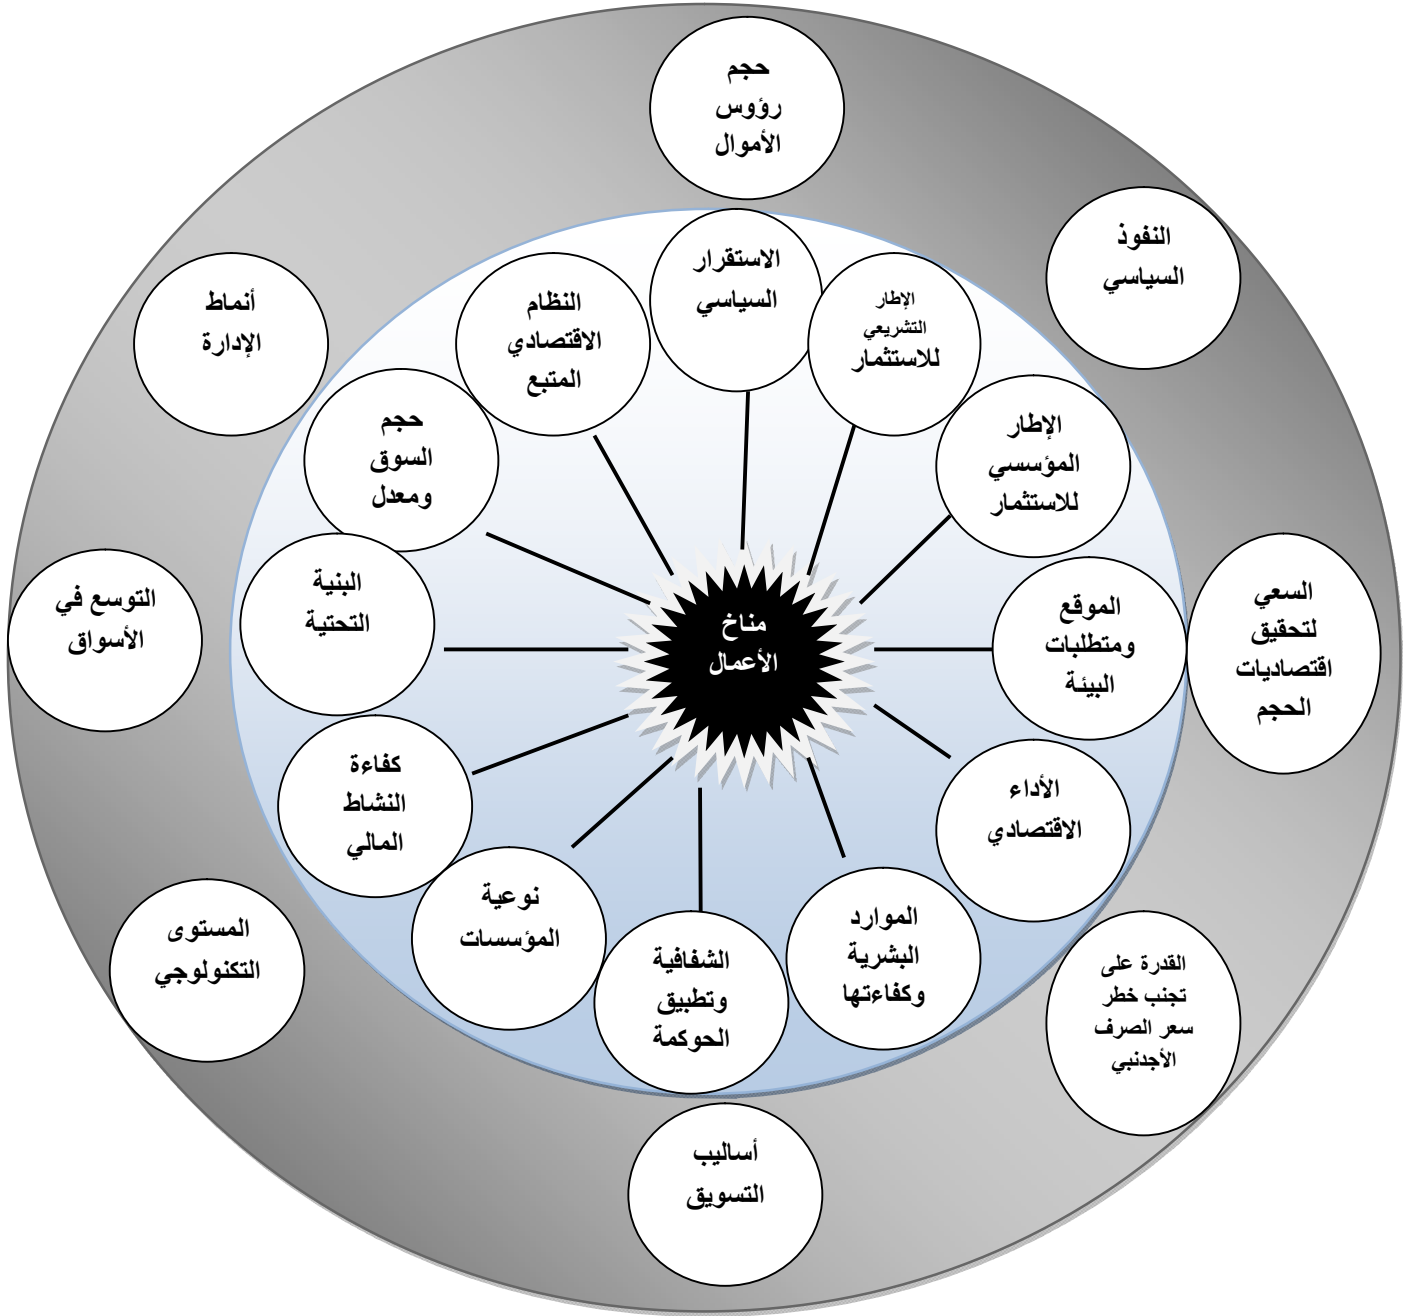 حجم
رؤوس
الأموال
النفوذ
السياسي
أنماط
الإدارة
الاستقرار
السياسي
الإطار
التشريعي
للاستثمار
النظام
الاقتصادي
المتبع
الإطار
المؤسسي
للاستثمار
حجم
السوق
ومعدل
السعي
لتحقيق
اقتصاديات
الحجم
الموقع
ومتطلبات
البيئة
مناخ
الأعمال
البنية
التحتية
التوسع في
الأسواق
الأداء
الاقتصادي
كفاءة
النشاط
المالي
الموارد
البشرية
وكفاءتها
نوعية
المؤسسات
الشفافية
وتطبيق
الحوكمة
المستوى
التكنولوجي
القدرة على
تجنب خطر
سعر الصرف
الأجدنبي
أساليب
التسويق